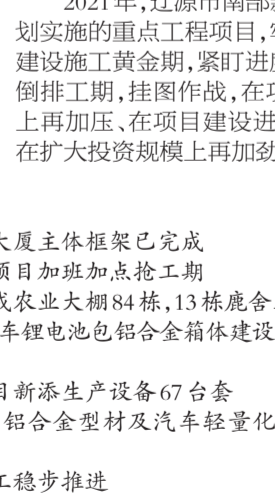 2021年,辽源市南部
划实施的重点工程项目,
建设施工黄金期,紧盯进
倒排工期,挂图作战,在
上再加压、在项目建设进
在扩大投资规模上再加劲
大厦主体框架已完成
项目加班加点抢工期
成农业大棚84栋,13栋鹿舍
车锂电池包铝合金箱体建设
目新添生产设备67台套
铝合金型材及汽车轻量化
工稳步推进